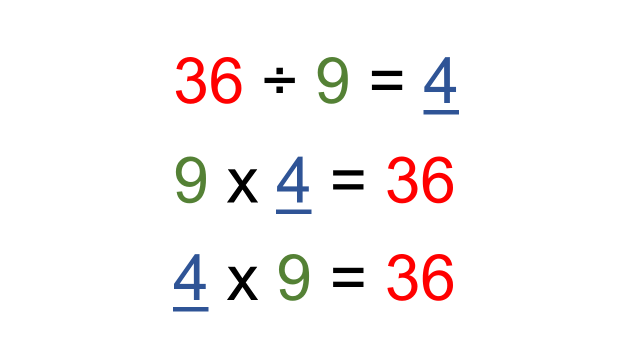 36 ÷ 9 = 4
9 x 4 = 36
4 x 9 = 36